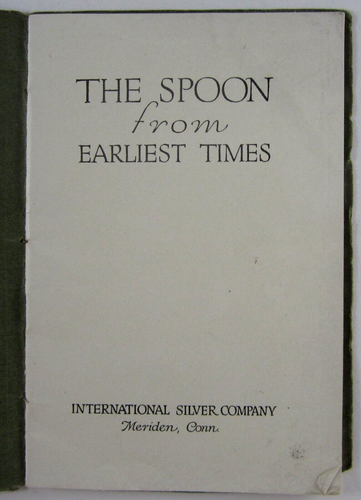 THE SPOON
from
EARLIEST TIMES
INTERNATIONAL SILVER COMPANY
Meriden, Conn.